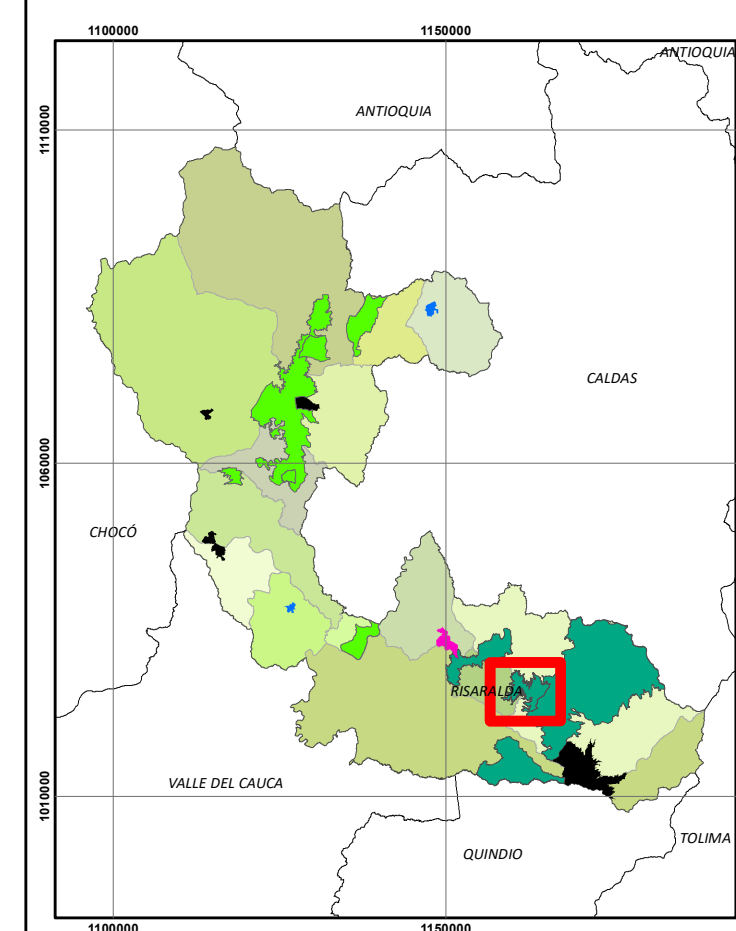 1100000 1150000
ANTIOQUIA
ANTIOQUIA
1110000
CALDAS
1060000
CHOCÓ
RISARALDA
VALLE DEL CAUCA
1010000
TOLIMA
QUINDIO
1100000 1150000